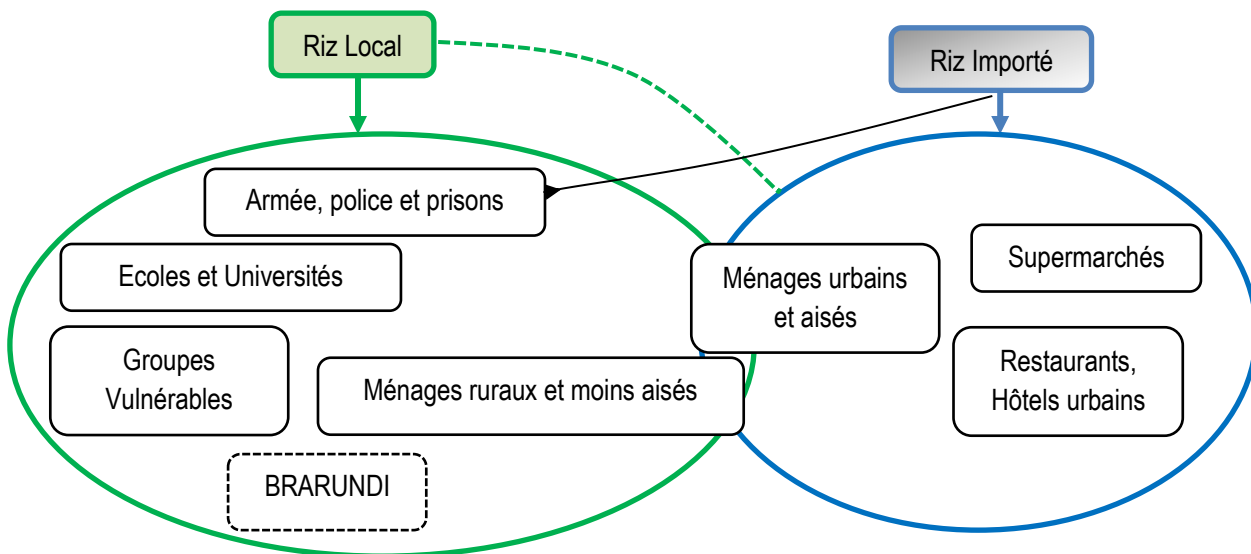 Riz Local
Riz Importé
Armée, police et prisons
Ecoles et Universités
Groupes
Vulnérables
Ménages ruraux et moins aisés
BRARUNDI
Ménages urbains
et aisés
Supermarchés
Restaurants,
Hôtels urbains